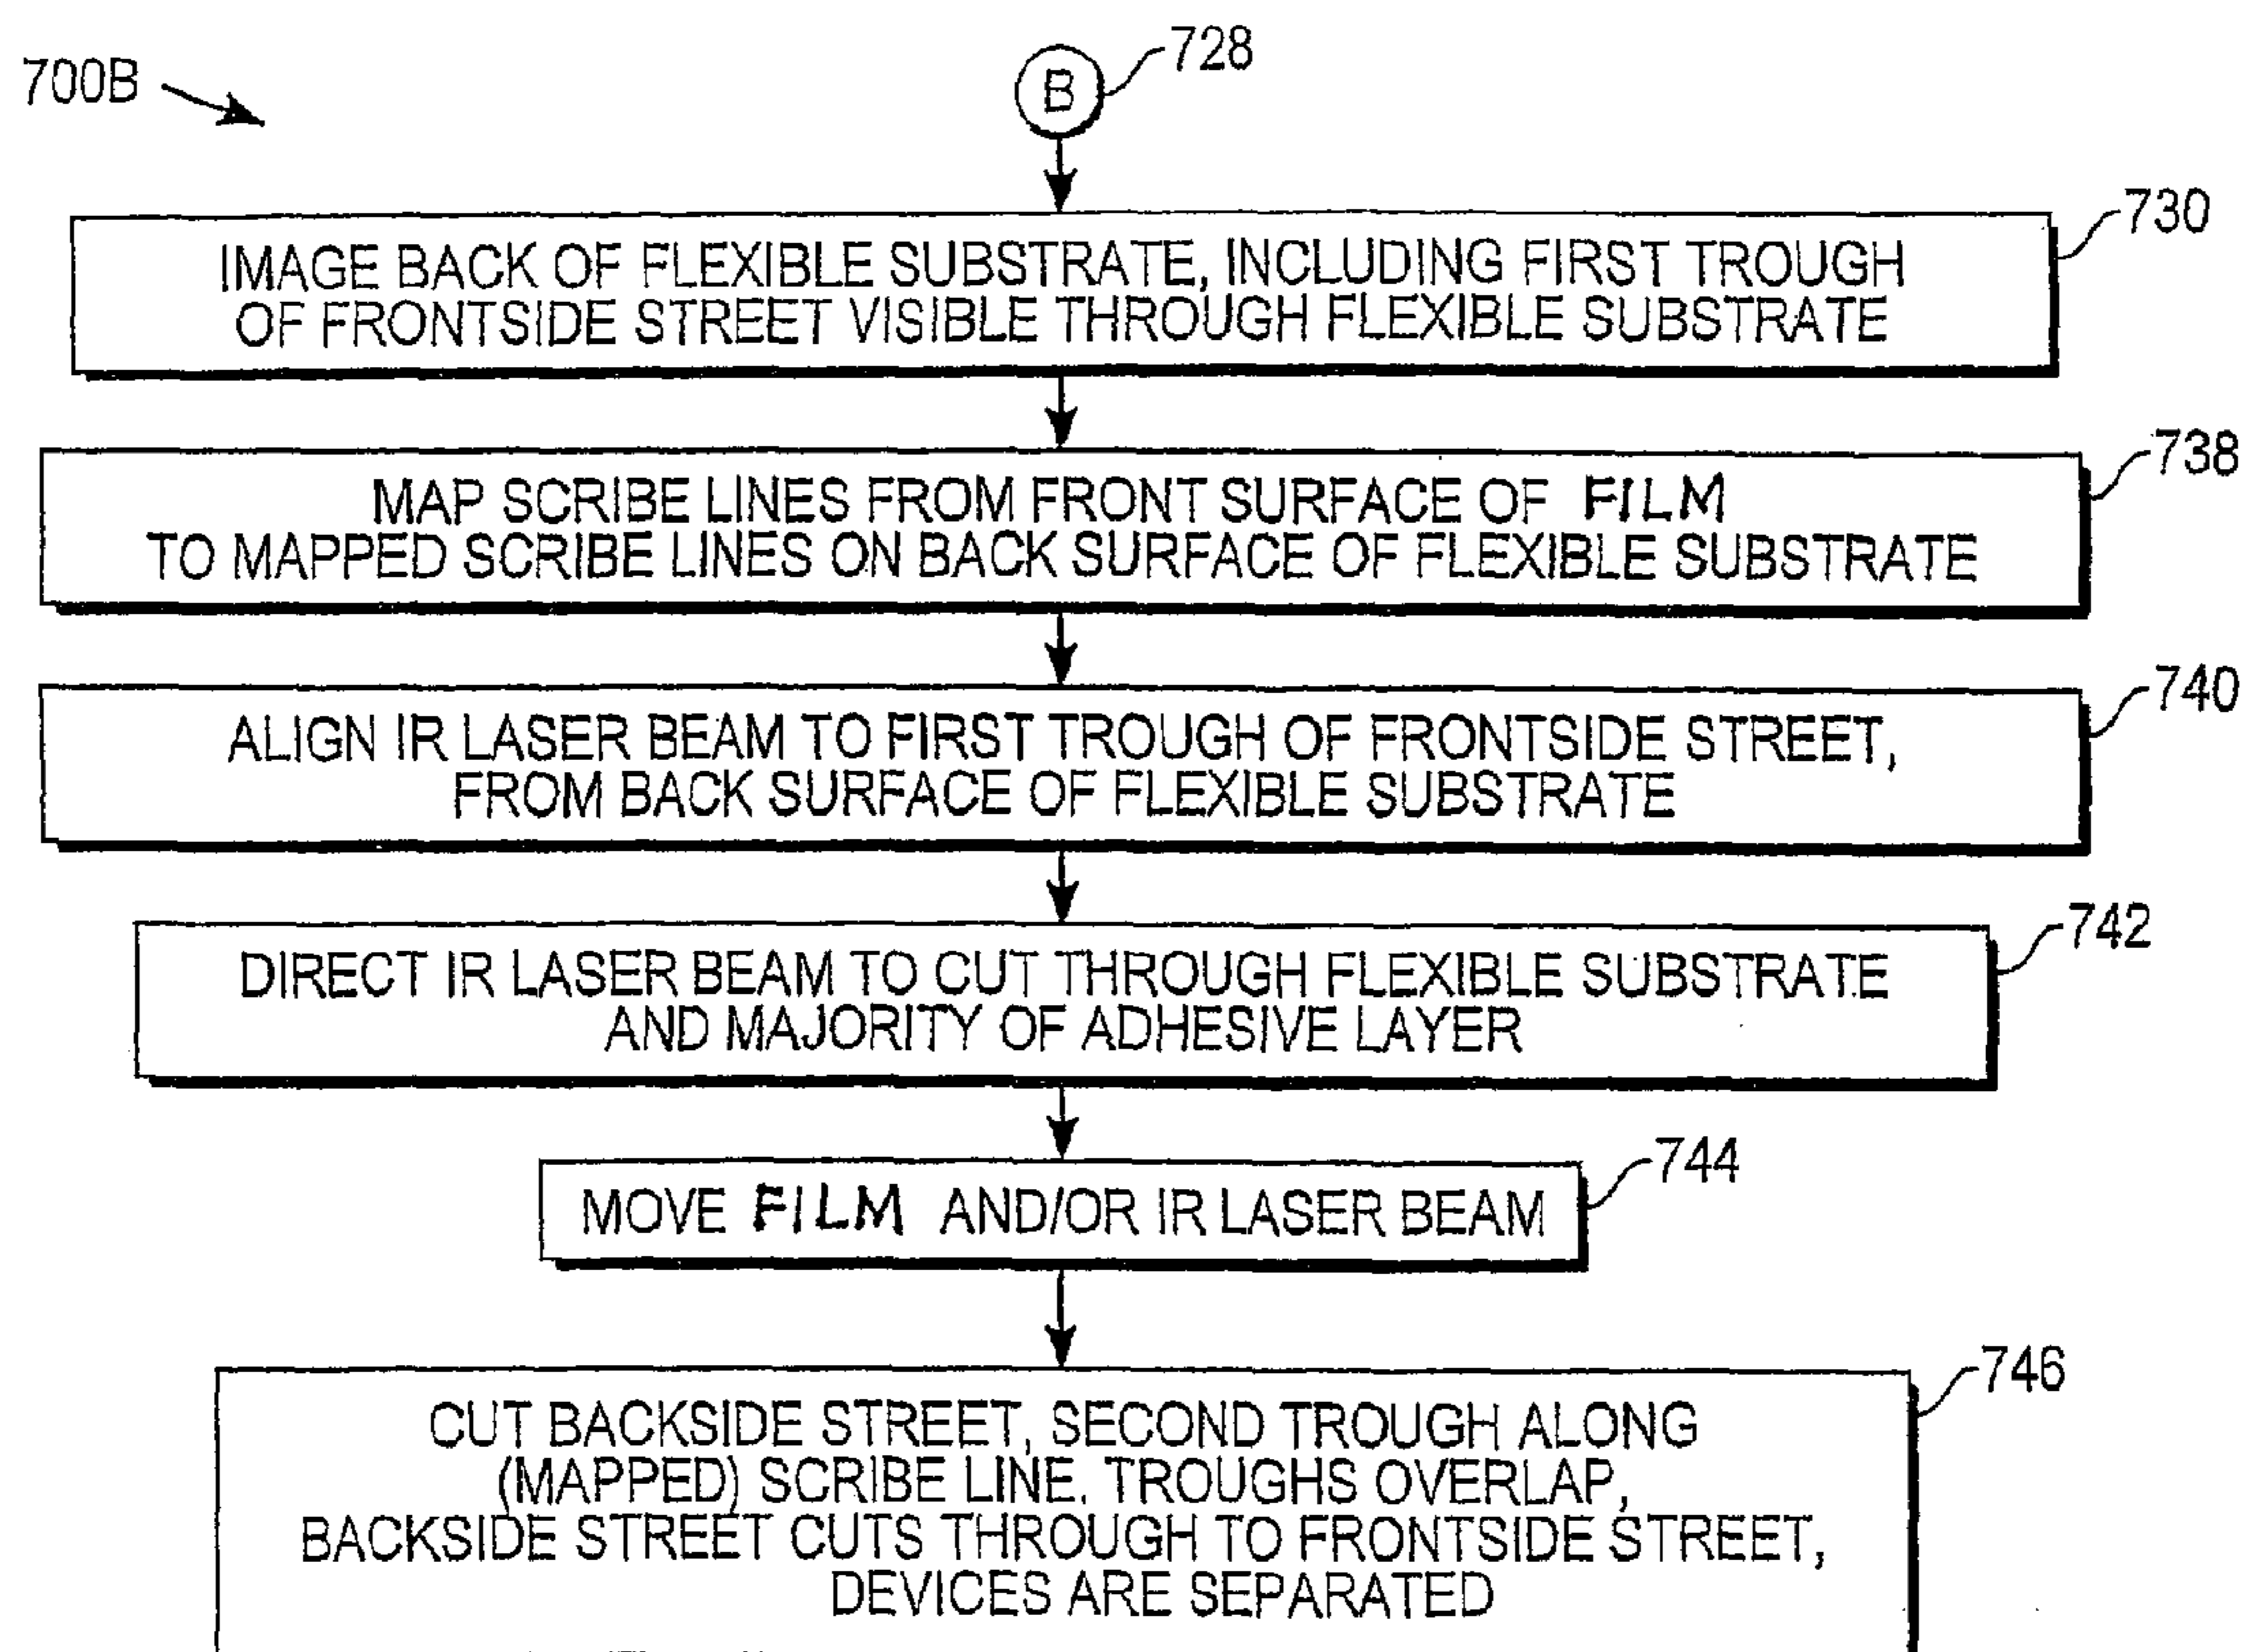 700B
B
728
730
IMAGE BACK OF FLEXIBLE SUBSTRATE, INCLUDING FIRST TROUGH
OF FRONTSIDE STREET VISIBLE THROUGH FLEXIBLE SUBSTRATE
738
MAP SCRIBE LINES FROM FRONT SURFACE OF FILM
TO MAPPED SCRIBE LINES ON BACK SURFACE OF FLEXIBLE SUBSTRATE
740
ALIGN IR LASER BEAM TO FIRST TROUGH OF FRONTSIDE STREET,
FROM BACK SURFACE OF FLEXIBLE SUBSTRATE
742
DIRECT IR LASER BEAM TO CUT THROUGH FLEXIBLE SUBSTRATE
AND MAJORITY OF ADHESIVE LAYER
744
MOVE FILM AND/OR IR LASER BEAM
746
CUT BACKSIDE STREET, SECOND TROUGH ALONG
(MAPPED) SCRIBE LINE. TROUGHS OVERLAP,
BACKSIDE STREET CUTS THROUGH TO FRONTSIDE STREET,
DEVICES ARE SEPARATED